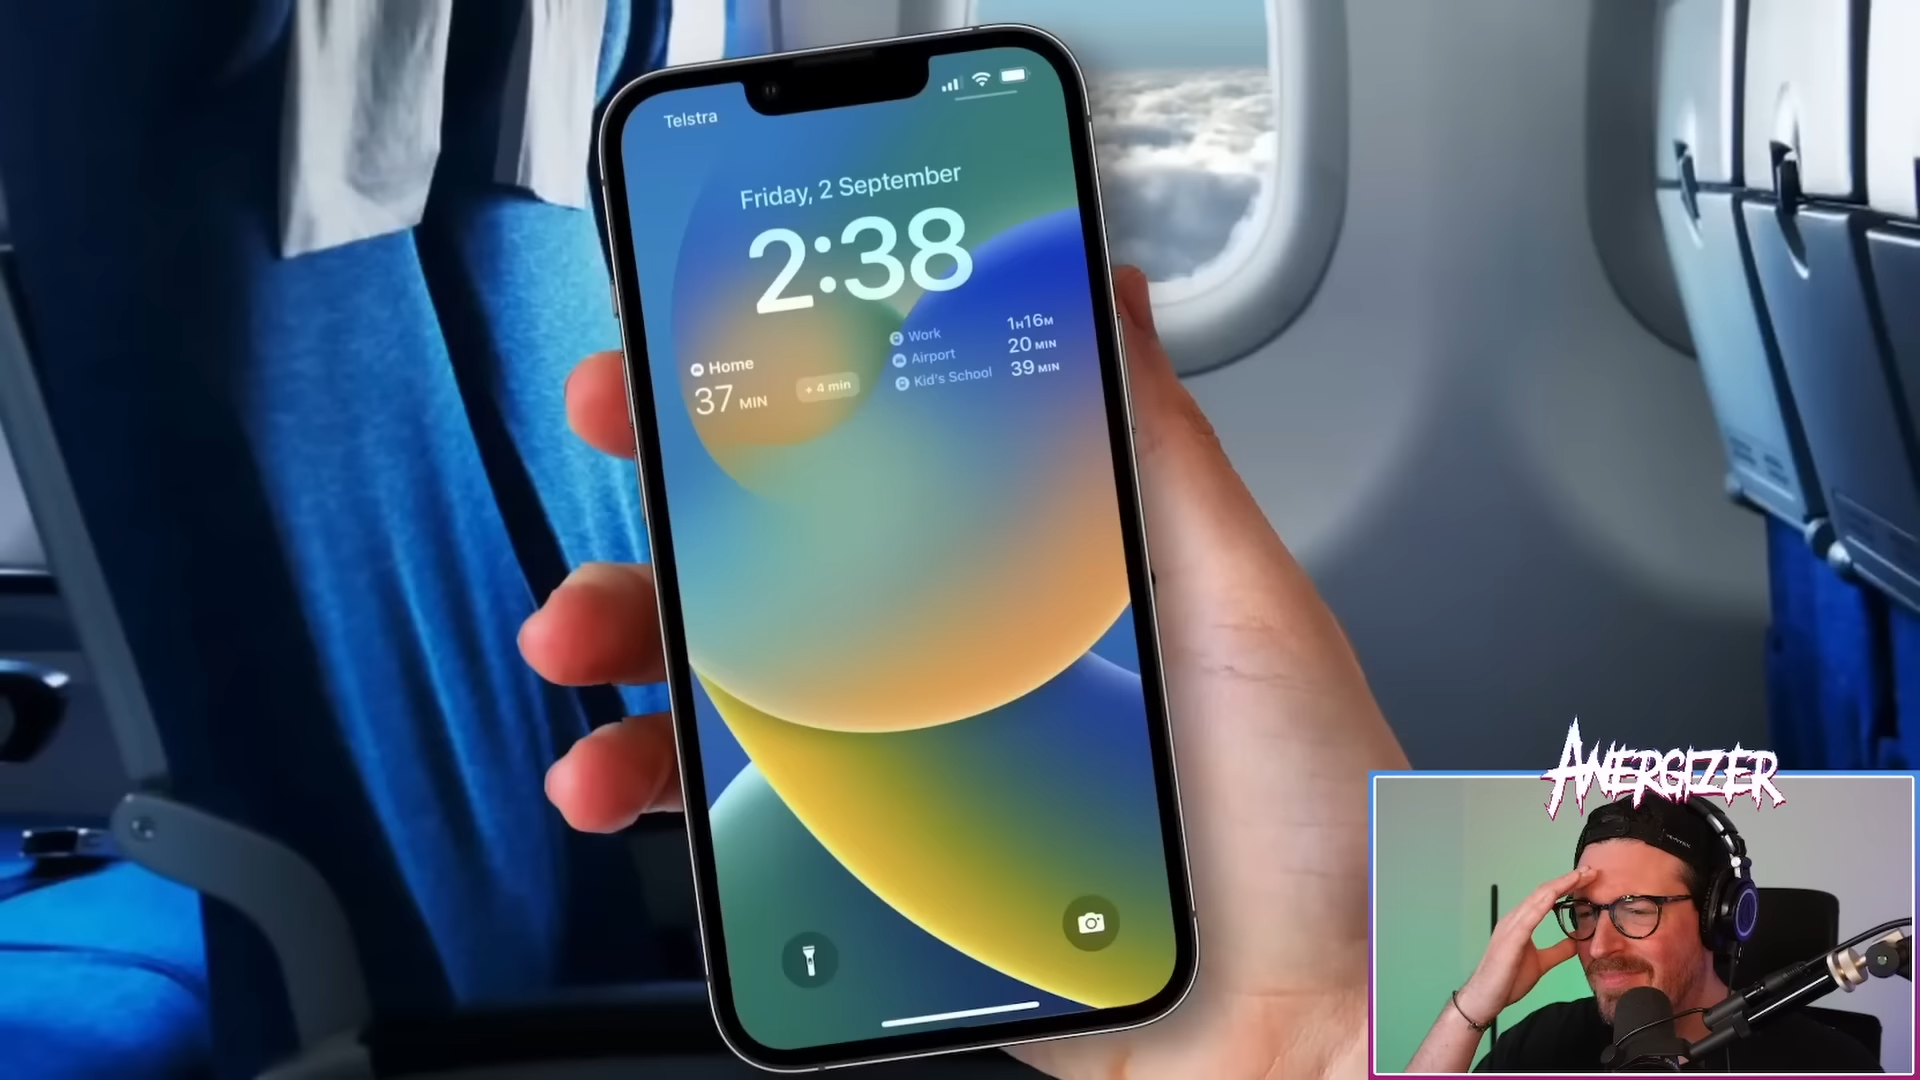 Telstra
Friday, 2 September
2:38
Home
37 MIN
+ 4 min
Work 1H16M
Airport 20 MIN
Kid's School 39 MIN
ANERGIZER